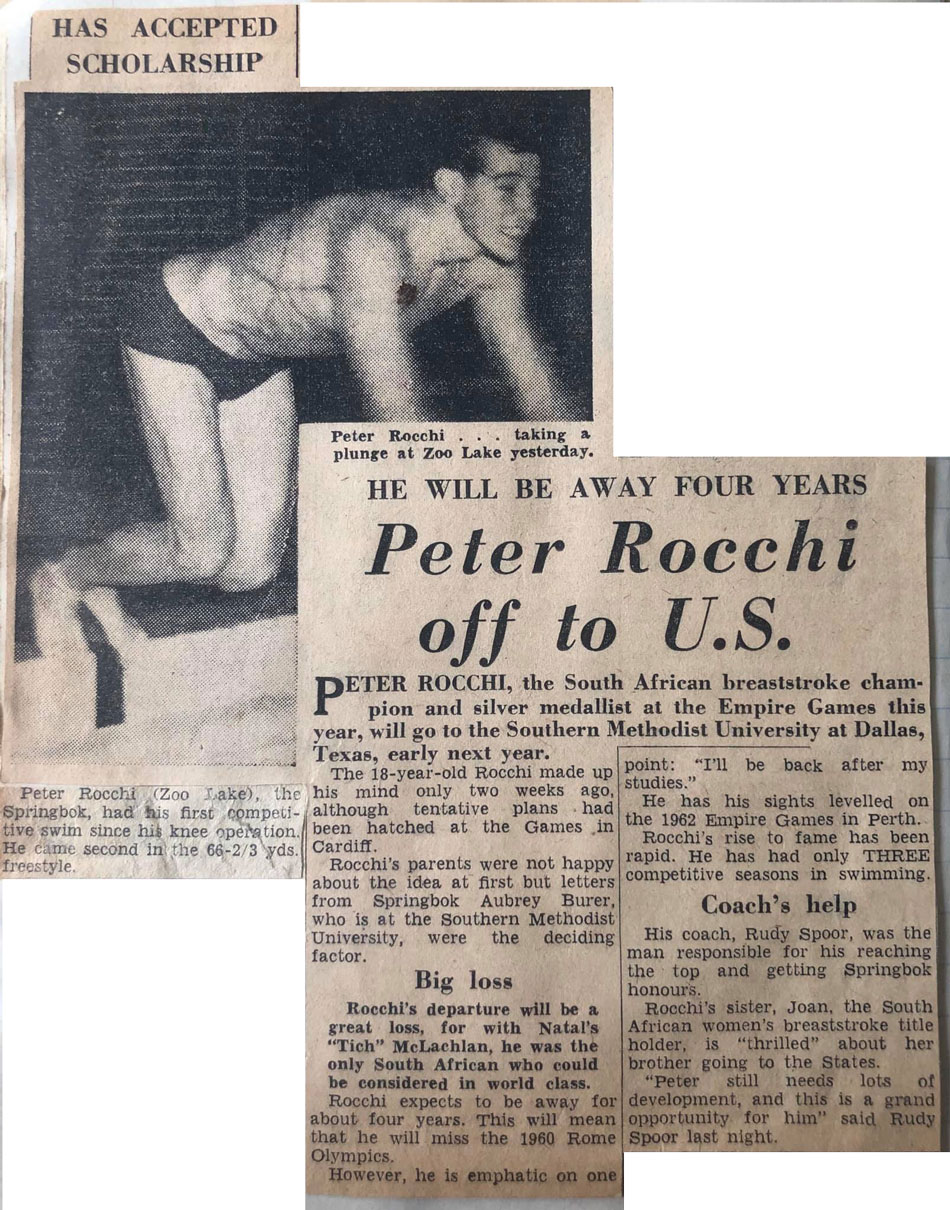 HAS ACCEPTED
SCHOLARSHIP
Peter Rocchi . . . taking a
plunge at Zoo Lake yesterday.
Peter Rocchi (Zoo Lake), the
Springbok, had his first competi-
tive swim since his knee operation.
He came second in the 66-2/3 yds.
freestyle.
HE WILL BE AWAY FOUR YEARS
Peter Rocchi
off to U.S.
PETER ROCCHI, the South African breaststroke cham-
pion and silver medallist at the Empire Games this
year, will go to the Southern Methodist University at Dallas,
Texas, early next year.
The 18-year-old Rocchi made up
his mind only two weeks ago,
although tentative plans had
been hatched at the Games in
Cardiff.
Rocchi's parents were not happy
about the idea at first but letters
from Springbok Aubrey Burer,
who is at the Southern Methodist
University, were the deciding
factor.
Big loss
Rocchi's departure will be a
great loss, for with Natal's
"Tich" McLachlan, he was the
only South African who could
be considered in world class.
Rocchi expects to be away for
about four years. This will mean
that he will miss the 1960 Rome
Olympics.
However, he is emphatic on one
point: "I'll be back after my
studies."
He has his sights levelled on
the 1962 Empire Games in Perth.
Rocchi's rise to fame has been
rapid. He has had only THREE
competitive seasons in swimming.
Coach's help
His coach, Rudy Spoor, was the
man responsible for his reaching
the top and getting Springbok
honours.
Rocchi's sister, Joan, the South
African women's breaststroke title
holder, is "thrilled" about her
brother going to the States.
"Peter still needs lots of
development, and this is a grand
opportunity for him" said Rudy
Spoor last night.